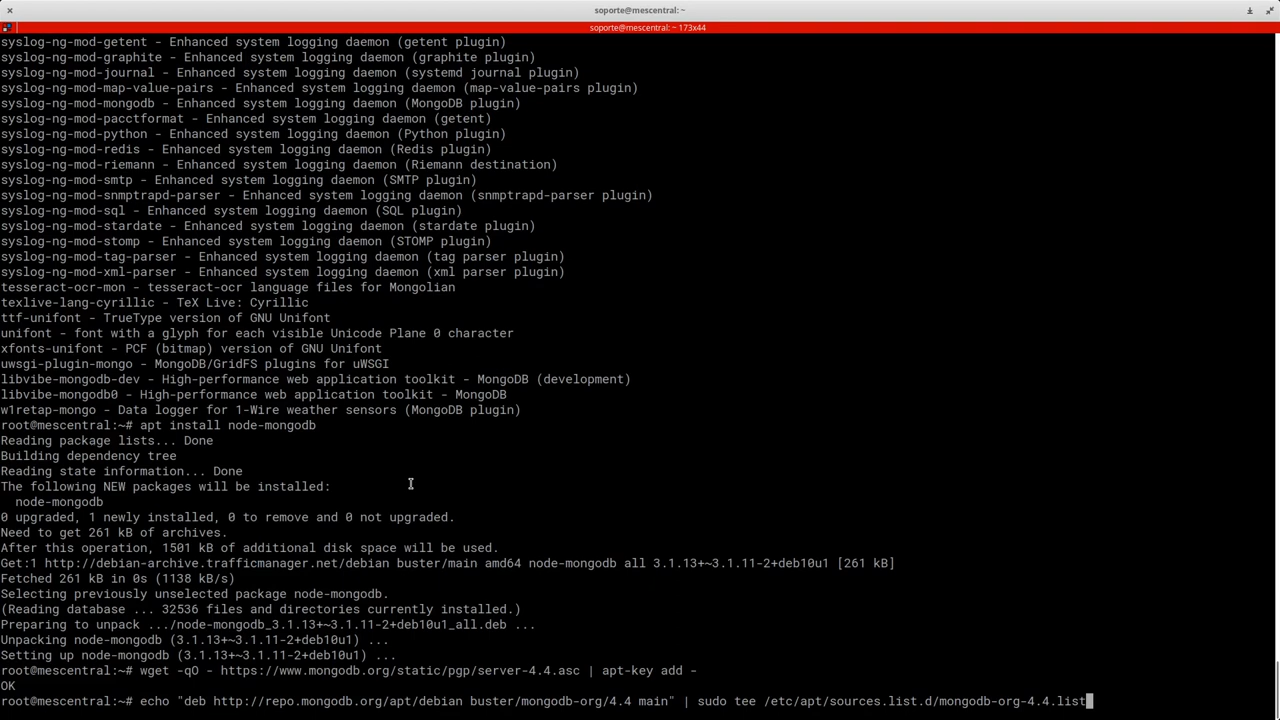 soporte@mescentral: ~
soporte@mescentral: ~ 173x44
syslog-ng-mod-getent - Enhanced system logging daemon (getent plugin)
syslog-ng-mod-graphite - Enhanced system logging daemon (graphite plugin)
syslog-ng-mod-journal - Enhanced system logging daemon (systemd journal plugin)
syslog-ng-mod-map-value-pairs - Enhanced system logging daemon (map-value-pairs plugin)
syslog-ng-mod-mongodb - Enhanced system logging daemon (MongoDB plugin)
syslog-ng-mod-pacctformat - Enhanced system logging daemon (getent)
syslog-ng-mod-python - Enhanced system logging daemon (Python plugin)
syslog-ng-mod-redis - Enhanced system logging daemon (Redis plugin)
syslog-ng-mod-riemann - Enhanced system logging daemon (Riemann destination)
syslog-ng-mod-smtp - Enhanced system logging daemon (SMTP plugin)
syslog-ng-mod-snmptrapd-parser - Enhanced system logging daemon (snmptrapd-parser plugin)
syslog-ng-mod-sql - Enhanced system logging daemon (SQL plugin)
syslog-ng-mod-stardate - Enhanced system logging daemon (stardate plugin)
syslog-ng-mod-stomp - Enhanced system logging daemon (STOMP plugin)
syslog-ng-mod-tag-parser - Enhanced system logging daemon (tag parser plugin)
syslog-ng-mod-xml-parser - Enhanced system logging daemon (xml parser plugin)
tesseract-ocr-mon - tesseract-ocr language files for Mongolian
texlive-lang-cyrillic - TeX Live: Cyrillic
ttf-unifont - TrueType version of GNU Unifont
unifont - font with a glyph for each visible Unicode Plane 0 character
xfonts-unifont - PCF (bitmap) version of GNU Unifont
uwsgi-plugin-mongo - MongoDB/GridFS plugins for uWSGI
libvibe-mongodb-dev - High-performance web application toolkit - MongoDB (development)
libvibe-mongodb0 - High-performance web application toolkit - MongoDB
w1retap-mongo - Data logger for 1-Wire weather sensors (MongoDB plugin)
root@mescentral:~# apt install node-mongodb
Reading package lists... Done
Building dependency tree
Reading state information... Done
The following NEW packages will be installed:
  node-mongodb
0 upgraded, 1 newly installed, 0 to remove and 0 not upgraded.
Need to get 261 kB of archives.
After this operation, 1501 kB of additional disk space will be used.
Get:1 http://debian-archive.trafficmanager.net/debian buster/main amd64 node-mongodb all 3.1.13+~3.1.11-2+deb10u1 [261 kB]
Fetched 261 kB in 0s (1138 kB/s)
Selecting previously unselected package node-mongodb.
(Reading database ... 32536 files and directories currently installed.)
Preparing to unpack .../node-mongodb_3.1.13+~3.1.11-2+deb10u1_all.deb ...
Unpacking node-mongodb (3.1.13+~3.1.11-2+deb10u1) ...
Setting up node-mongodb (3.1.13+~3.1.11-2+deb10u1) ...
root@mescentral:~# wget -qO - https://www.mongodb.org/static/pgp/server-4.4.asc | apt-key add -
OK
root@mescentral:~# echo "deb http://repo.mongodb.org/apt/debian buster/mongodb-org/4.4 main" | sudo tee /etc/apt/sources.list.d/mongodb-org-4.4.list